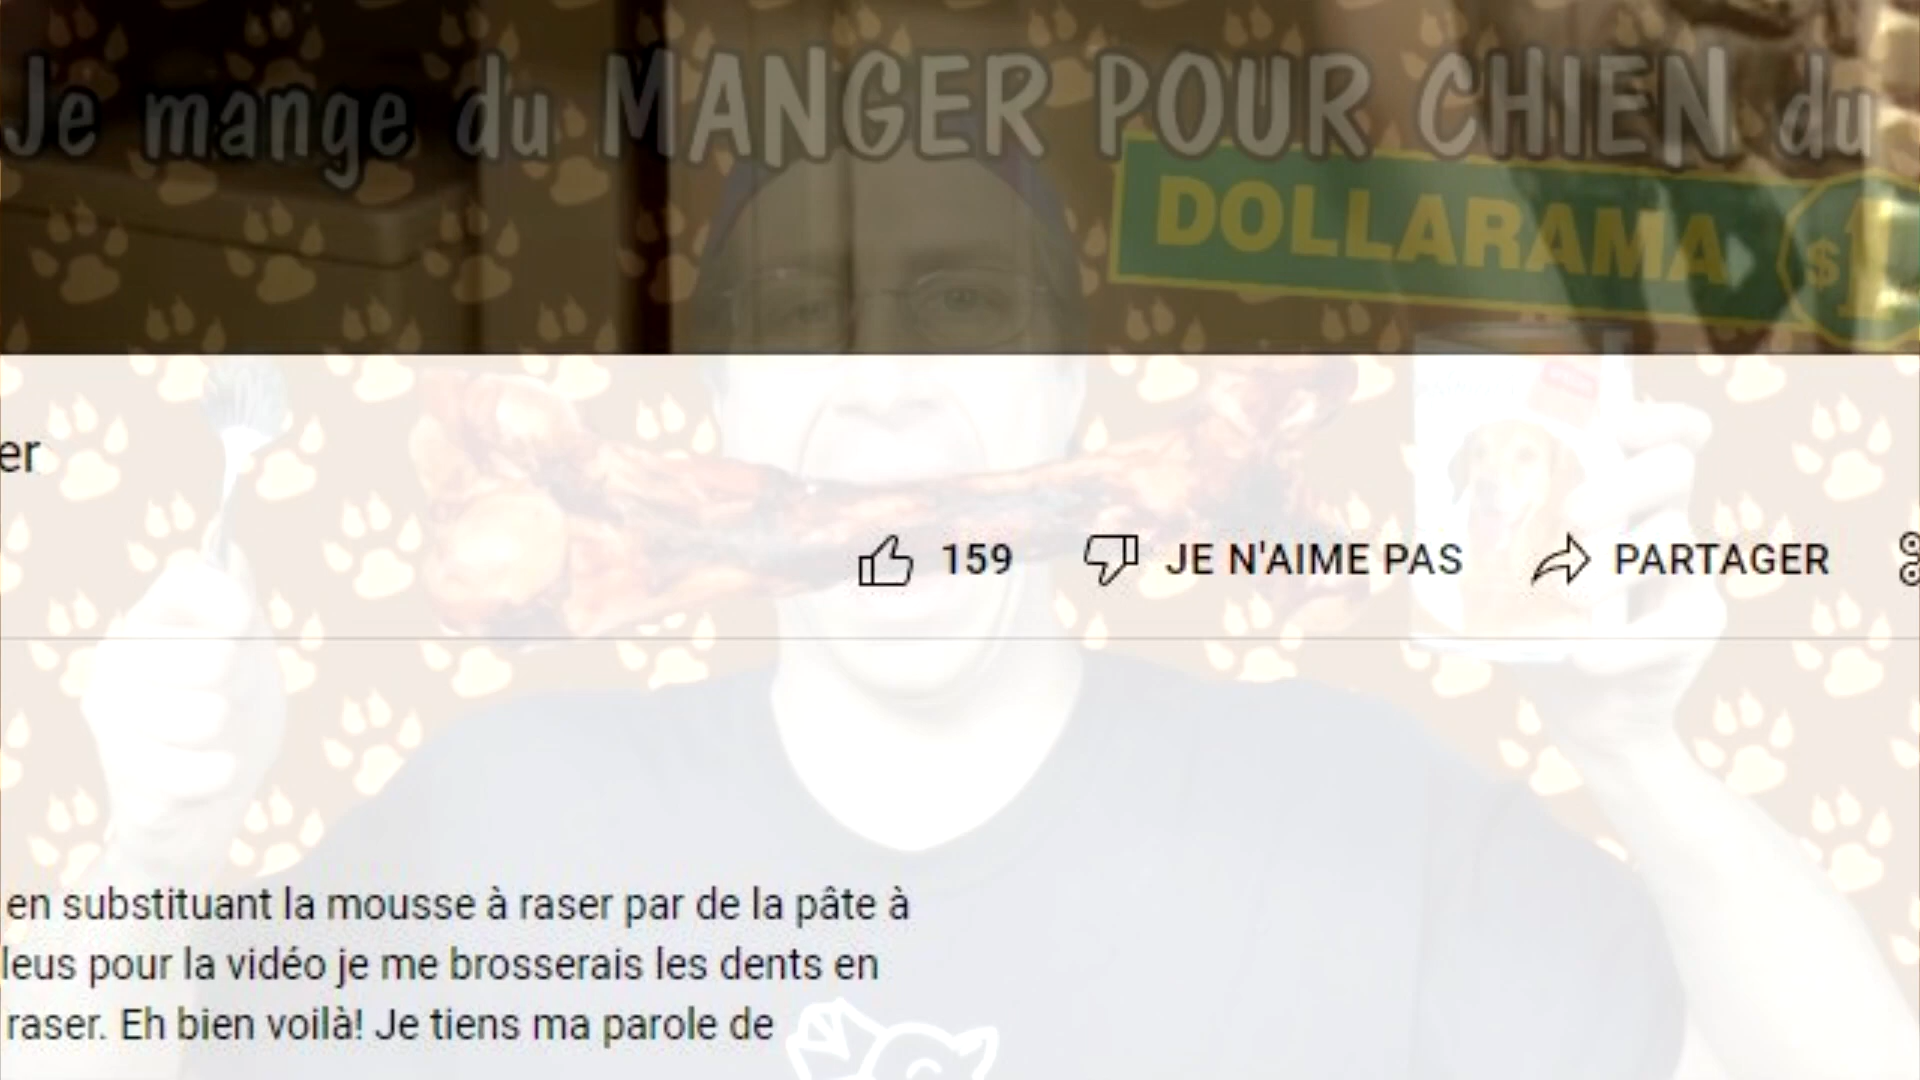 Je mange du MANGER POUR CHIEN du
DOLLARAMA $1
er
159 JE N'AIME PAS PARTAGER
en substituant la mousse à raser par de la pâte à
leus pour la vidéo je me brosserais les dents en
raser. Eh bien voilà! Je tiens ma parole de